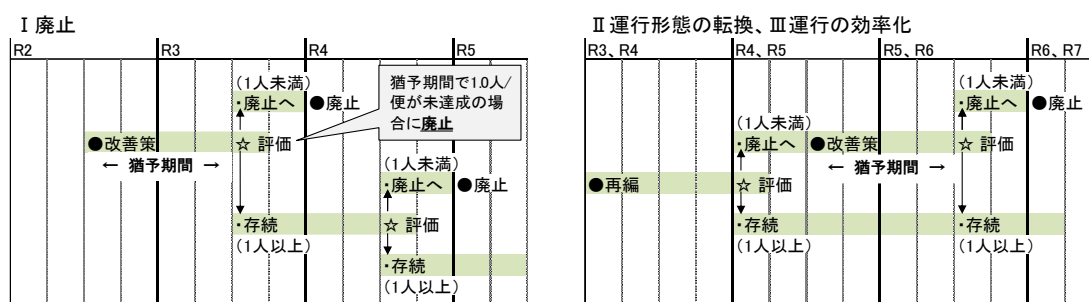 Ⅰ 廃止
R2 R3 R4 R5
(1人未満)
・廃止へ ●廃止
猶予期間で1.0人/
便が未達成の場
合に廃止
●改善策 ☆ 評価
← 猶予期間 →
(1人未満)
・廃止へ ●廃止
・存続 ☆ 評価
(1人以上)
・存続
(1人以上)
Ⅱ 運行形態の転換、Ⅲ運行の効率化
R3、R4 R4、R5 R5、R6 R6、R7
(1人未満)
・廃止へ ●廃止
(1人未満)
・廃止へ ●改善策 ☆ 評価
← 猶予期間 →
●再編 ☆ 評価
・存続 ・存続
(1人以上) (1人以上)